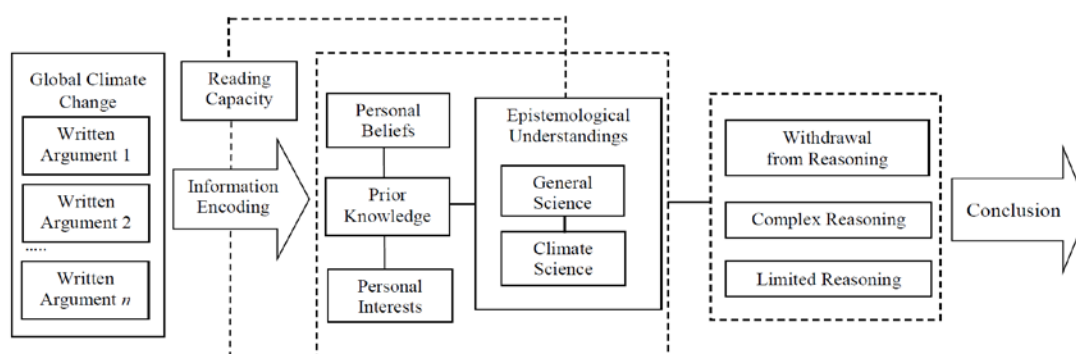 Global Climate
Change
Written
Argument 1
Written
Argument 2
.....
Written
Argument n
Reading
Capacity
Information
Encoding
Personal
Beliefs
Prior
Knowledge
Personal
Interests
Epistemological
Understandings
General
Science
Climate
Science
Withdrawal
from Reasoning
Complex Reasoning
Limited Reasoning
Conclusion